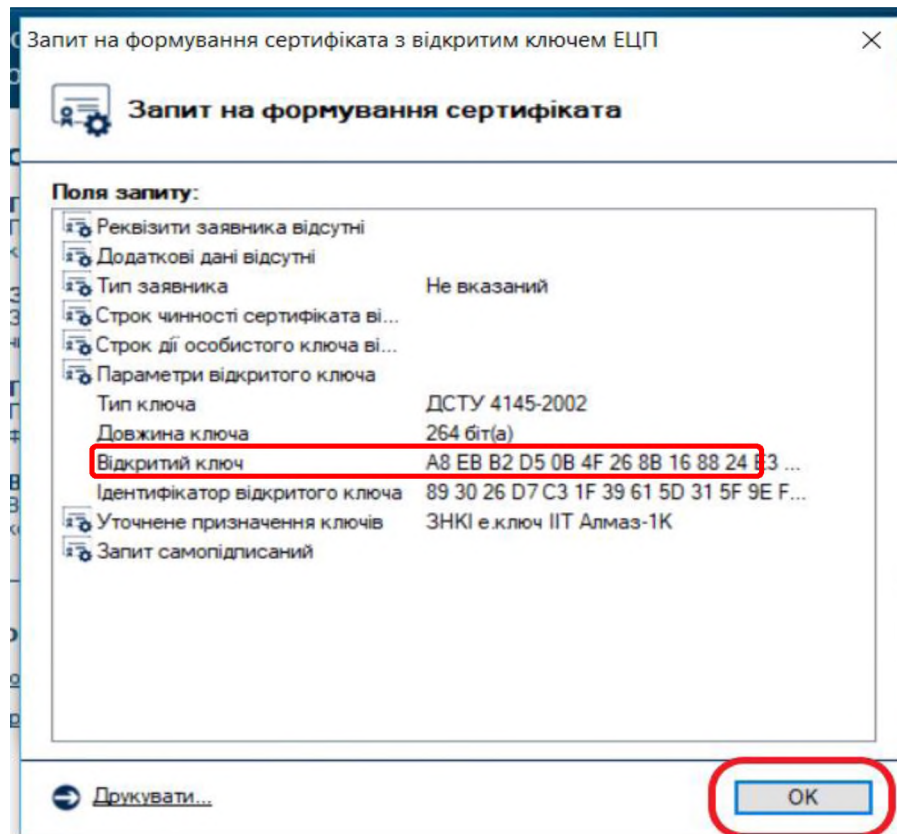 Запит на формування сертифіката з відкритим ключем ЕЦП
Запит на формування сертифіката
Поля запиту:
Реквізити заявника відсутні
Додаткові дані відсутні
Тип заявника Не вказаний
Строк чинності сертифіката ві...
Строк дії особистого ключа ві...
Параметри відкритого ключа
Тип ключа ДСТУ 4145-2002
Довжина ключа 264 біт(а)
Відкритий ключ A8 EB B2 D5 0B 4F 26 8B 16 88 24 E3 ...
Ідентифікатор відкритого ключа 89 30 26 D7 C3 1F 39 61 5D 31 5F 9E F...
Уточнене призначення ключів ЗНКІ е.ключ ІІТ Алмаз-1К
Запит самопідписаний
Друкувати...
OK